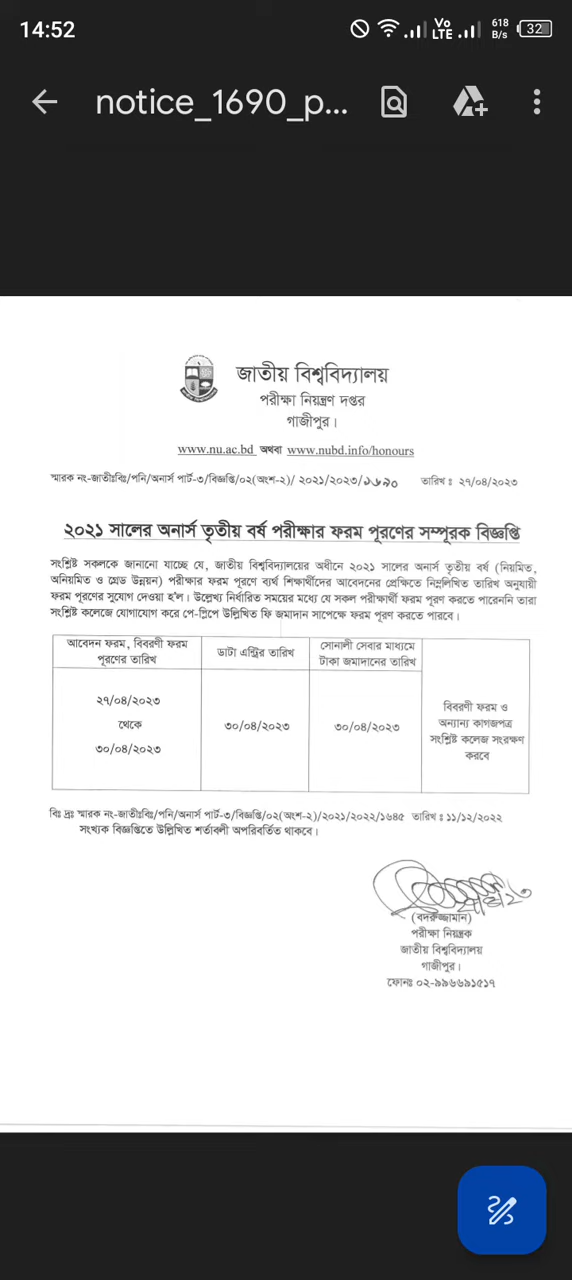 14:52
Vo LTE
618 B/s
32
notice_1690_p...
জাতীয় বিশ্ববিদ্যালয়
পরীক্ষা নিয়ন্ত্রণ দপ্তর
গাজীপুর।
www.nu.ac.bd অথবা www.nubd.info/honours
স্মারক নং-জাতীঃবিঃ/পনি/অনার্স পার্ট-৩/বিজ্ঞপ্তি/০২(অংশ-২)/ ২০২১/২০২৩/১৬৯০ তারিখ ঃ ২৭/০৪/২০২৩
২০২১ সালের অনার্স তৃতীয় বর্ষ পরীক্ষার ফরম পূরণের সম্পূরক বিজ্ঞপ্তি
সংশ্লিষ্ট সকলকে জানানো যাচ্ছে যে, জাতীয় বিশ্ববিদ্যালয়ের অধীনে ২০২১ সালের অনার্স তৃতীয় বর্ষ (নিয়মিত,
অনিয়মিত ও গ্রেড উন্নয়ন) পরীক্ষার ফরম পূরণে ব্যর্থ শিক্ষার্থীদের আবেদনের প্রেক্ষিতে নিম্নলিখিত তারিখ অনুযায়ী
ফরম পূরণের সুযোগ দেওয়া হ'ল। উল্লেখ্য নির্ধারিত সময়ের মধ্যে যে সকল পরীক্ষার্থী ফরম পূরণ করতে পারেননি তারা
সংশ্লিষ্ট কলেজে যোগাযোগ করে পে-স্লিপে উল্লিখিত ফি জমাদান সাপেক্ষে ফরম পূরণ করতে পারবে।
আবেদন ফরম, বিবরণী ফরম
পূরণের তারিখ
ডাটা এন্ট্রির তারিখ
সোনালী সেবার মাধ্যমে
টাকা জমাদানের তারিখ
২৭/০৪/২০২৩
থেকে
৩০/০৪/২০২৩
৩০/০৪/২০২৩
৩০/০৪/২০২৩
বিবরণী ফরম ও
অন্যান্য কাগজপত্র
সংশ্লিষ্ট কলেজ সংরক্ষণ
করবে
বিঃ দ্রঃ স্মারক নং-জাতীঃবিঃ/পনি/অনার্স পার্ট-৩/বিজ্ঞপ্তি/০২(অংশ-২)/২০২১/২০২২/১৬৪৫ তারিখ ঃ ১১/১২/২০২২
সংখ্যক বিজ্ঞপ্তিতে উল্লিখিত শর্তাবলী অপরিবর্তিত থাকবে।
(বদরুজ্জামান)
পরীক্ষা নিয়ন্ত্রক
জাতীয় বিশ্ববিদ্যালয়
গাজীপুর।
ফোনঃ ০২-৯৯৬৬৯১৫১৭